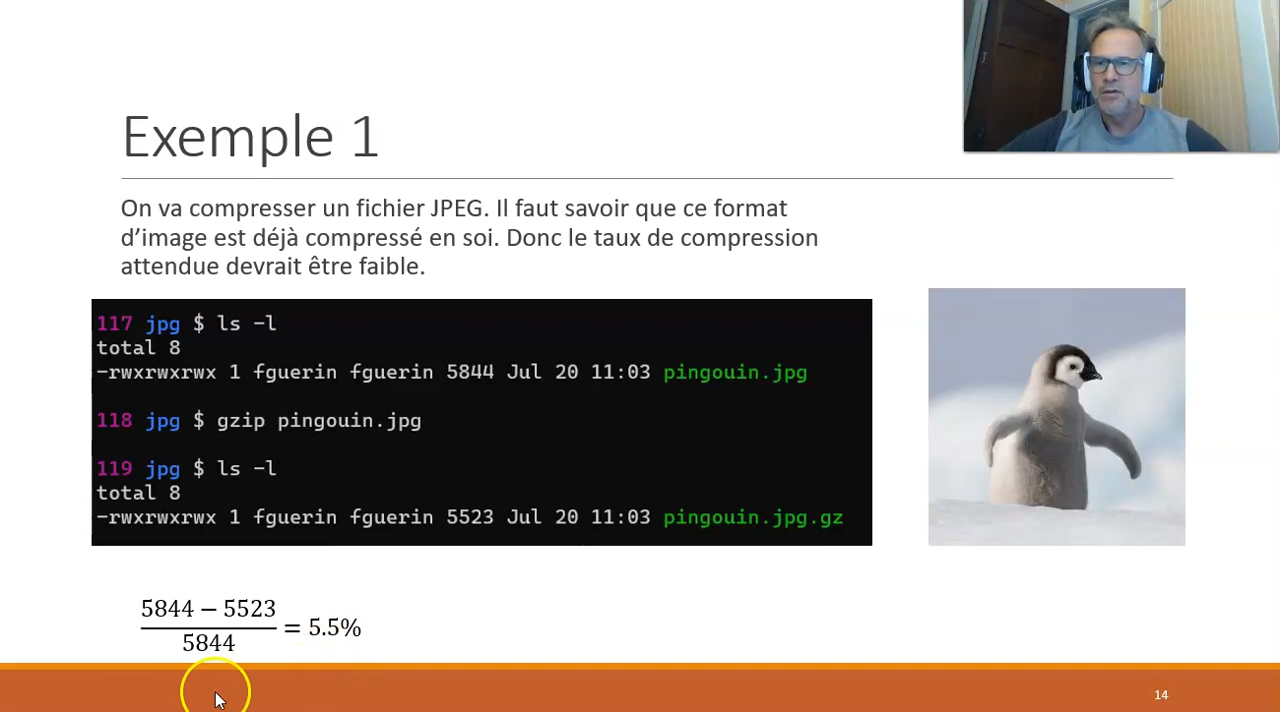 Exemple 1
On va compresser un fichier JPEG. Il faut savoir que ce format
d’image est déjà compressé en soi. Donc le taux de compression
attendue devrait être faible.
117 jpg $ ls -l
total 8
-rwxrwxrwx 1 fguerin fguerin 5844 Jul 20 11:03 pingouin.jpg
118 jpg $ gzip pingouin.jpg
119 jpg $ ls -l
total 8
-rwxrwxrwx 1 fguerin fguerin 5523 Jul 20 11:03 pingouin.jpg.gz
5844 − 5523
5844
= 5.5%
14